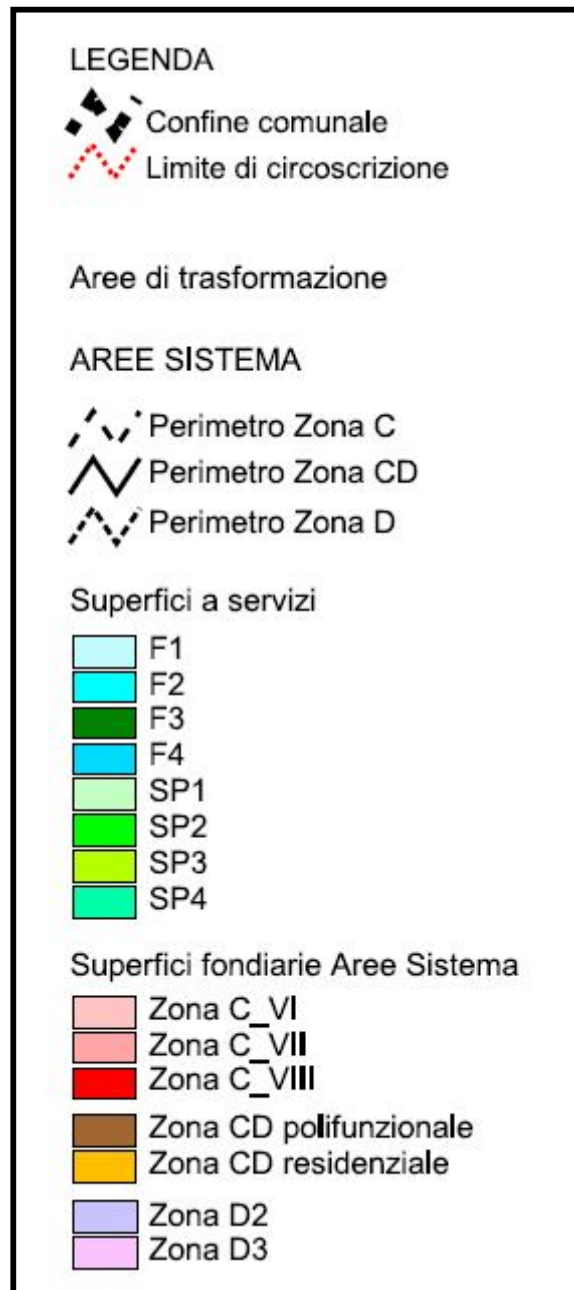 LEGENDA
Confine comunale
Limite di circoscrizione
Aree di trasformazione
AREE SISTEMA
Perimetro Zona C
Perimetro Zona CD
Perimetro Zona D
Superfici a servizi
F1
F2
F3
F4
SP1
SP2
SP3
SP4
Superfici fondiarie Aree Sistema
Zona C_VI
Zona C_VII
Zona C_VIII
Zona CD polifunzionale
Zona CD residenziale
Zona D2
Zona D3